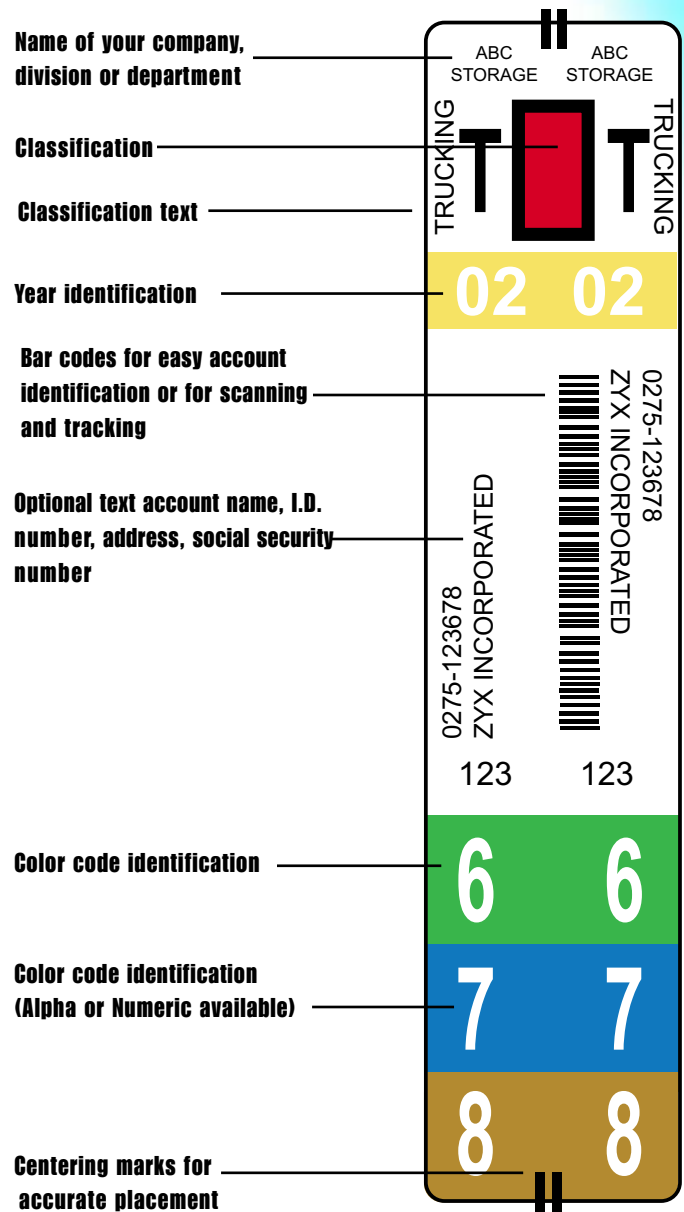 Name of your company,
division or department
ABC
STORAGE
ABC
STORAGE
Classification
TRUCKING
T
T
TRUCKING
Classification text
Year identification
02
02
Bar codes for easy account
identification or for scanning
and tracking
0275-123678
ZYX INCORPORATED
Optional text account name, I.D.
number, address, social security
number
0275-123678
ZYX INCORPORATED
123
123
Color code identification
6
6
Color code identification
(Alpha or Numeric available)
7
7
8
8
Centering marks for
accurate placement